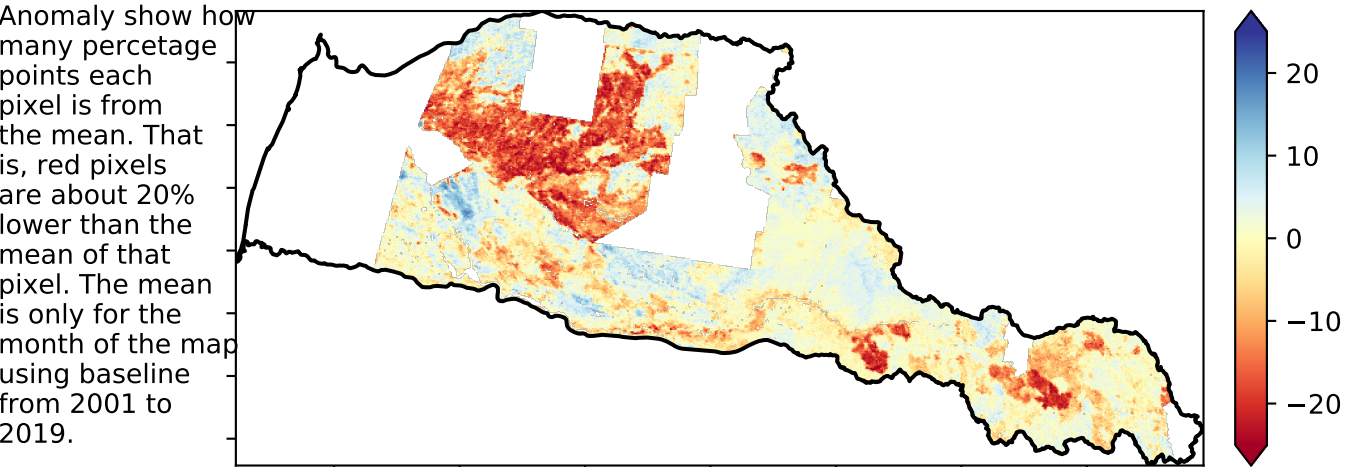 Anomaly show how
many percetage
points each
pixel is from
the mean. That
is, red pixels
are about 20%
lower than the
mean of that
pixel. The mean
is only for the
month of the map
using baseline
from 2001 to
2019.
20
10
0
−10
−20